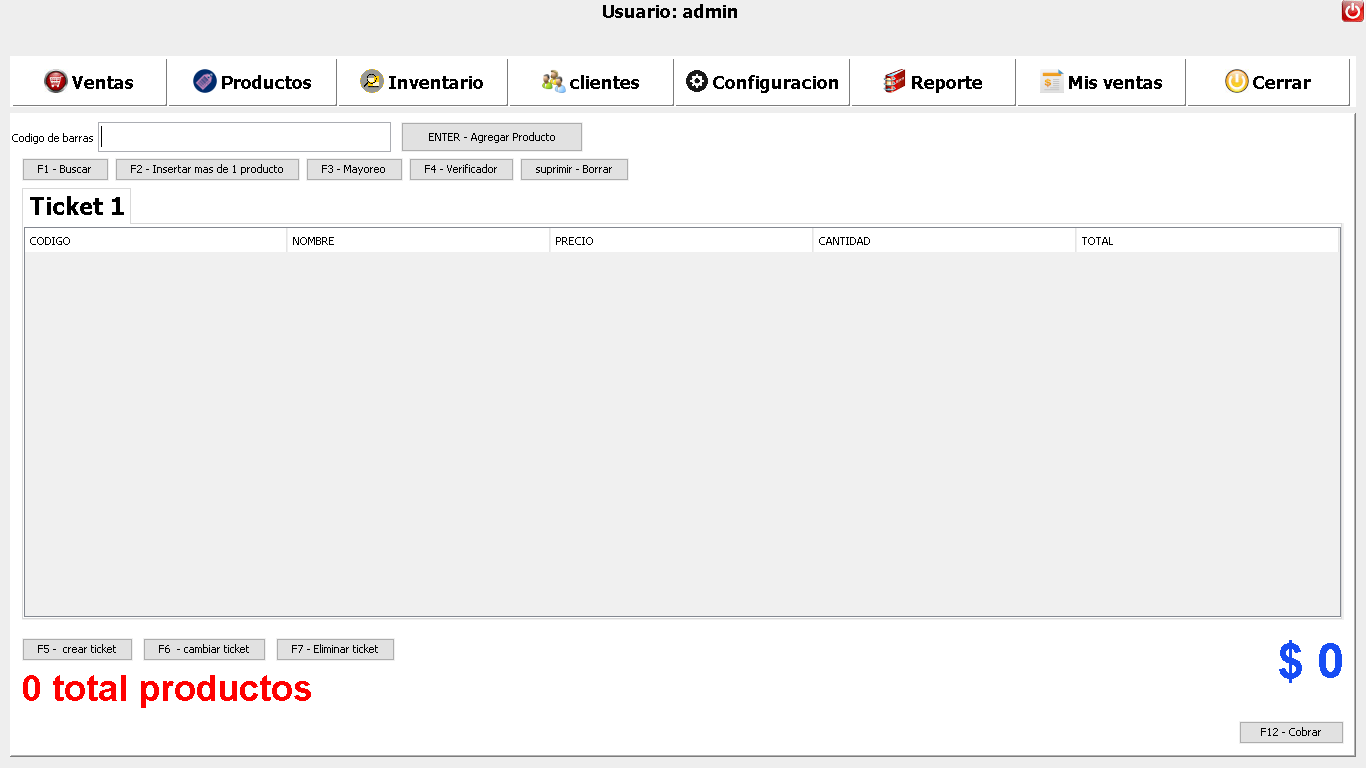 Usuario: admin
Ventas Productos Inventario clientes Configuracion Reporte Mis ventas Cerrar
Codigo de barras ENTER - Agregar Producto
F1 - Buscar F2 - Insertar mas de 1 producto F3 - Mayoreo F4 - Verificador suprimir - Borrar
Ticket 1
CODIGO NOMBRE PRECIO CANTIDAD TOTAL
F5 - crear ticket F6 - cambiar ticket F7 - Eliminar ticket
$ 0
0 total productos
F12 - Cobrar